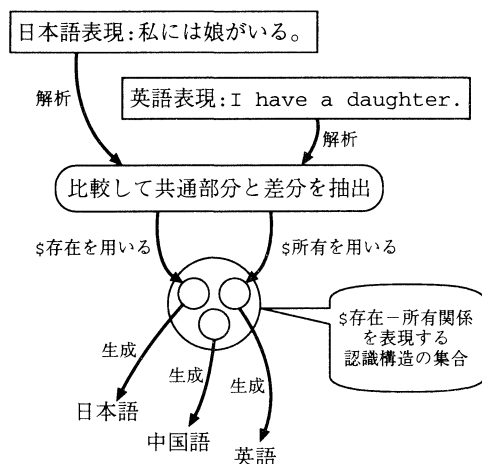 日本語表現:私には娘がいる。
英語表現:I have a daughter.
解析
解析
比較して共通部分と差分を抽出
$存在を用いる
$所有を用いる
$存在－所有関係
を表現する
認識構造の集合
生成
生成
生成
日本語
中国語
英語